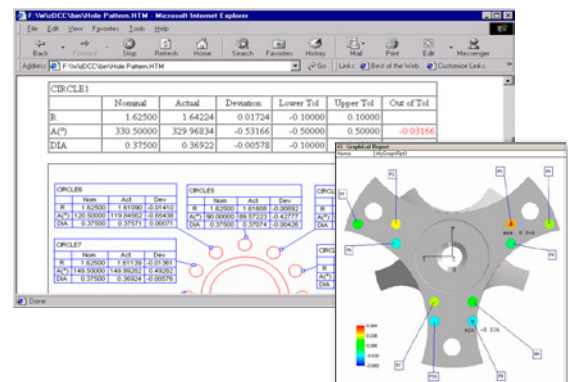 F:\WizDCC\bin\Hole Pattern.HTM - Microsoft Internet Explorer
File Edit View Favorites Tools Help
Back Forward Stop Refresh Home Search Favorites History Mail Print Edit Messenger
Address F:\WizDCC\bin\Hole Pattern.HTM Go Links Best of the Web Customize Links
CIRCLE1
Nominal Actual Deviation Lower Tol Upper Tol Out of Tol
R 1.62500 1.64224 0.01724 -0.10000 0.10000
A(°) 330.50000 329.96834 -0.53166 -0.50000 0.50000 -0.03166
DIA 0.37500 0.36922 -0.00578 -0.10000
CIRCLE6
Nom Act Dev
R 1.62500 1.61090 -0.01410
A(°) 120.50000 119.84562 -0.65438
DIA 0.37500 0.37571 0.00071
CIRCLE5
Nom Act Dev
R 1.62500 1.61608 -0.00892
A(°) 90.00000 89.57223 -0.42777
DIA 0.37500 0.37074 -0.00426
CIRCLE7
Nom Act Dev
R 1.62500 1.61139 -0.01361
A(°) 149.50000 149.99282 0.49282
DIA 0.37500 0.36924 -0.00576
Done
Graphical Report
Name
max
min -0.036